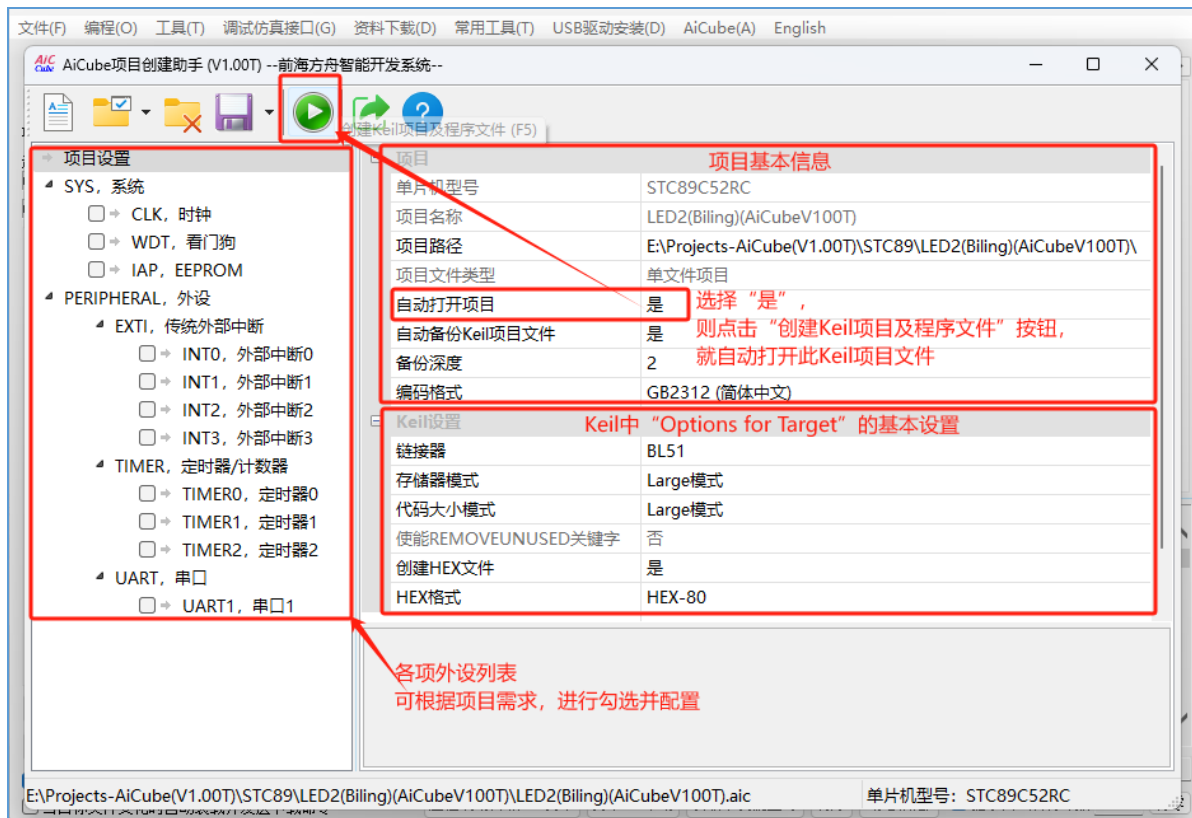 文件(F) 编程(O) 工具(T) 调试仿真接口(G) 资料下载(D) 常用工具(T) USB驱动安装(D) AiCube(A) English
AiCube项目创建助手 (V1.00T) --前海方舟智能开发系统--
创建Keil项目及程序文件 (F5)
项目设置
SYS，系统
CLK，时钟
WDT，看门狗
IAP，EEPROM
PERIPHERAL，外设
EXTI，传统外部中断
INT0，外部中断0
INT1，外部中断1
INT2，外部中断2
INT3，外部中断3
TIMER，定时器/计数器
TIMER0，定时器0
TIMER1，定时器1
TIMER2，定时器2
UART，串口
UART1，串口1
项目 项目基本信息
单片机型号 STC89C52RC
项目名称 LED2(Biling)(AiCubeV100T)
项目路径 E:\Projects-AiCube(V1.00T)\STC89\LED2(Biling)(AiCubeV100T)\
项目文件类型 单文件项目
自动打开项目 是 选择“是”，
自动备份Keil项目文件 是 则点击“创建Keil项目及程序文件”按钮，
备份深度 2 就自动打开此Keil项目文件
编码格式 GB2312 (简体中文)
Keil设置 Keil中“Options for Target”的基本设置
链接器 BL51
存储器模式 Large模式
代码大小模式 Large模式
使能REMOVEUNUSED关键字 否
创建HEX文件 是
HEX格式 HEX-80
各项外设列表
可根据项目需求，进行勾选并配置
E:\Projects-AiCube(V1.00T)\STC89\LED2(Biling)(AiCubeV100T)\LED2(Biling)(AiCubeV100T).aic 单片机型号：STC89C52RC